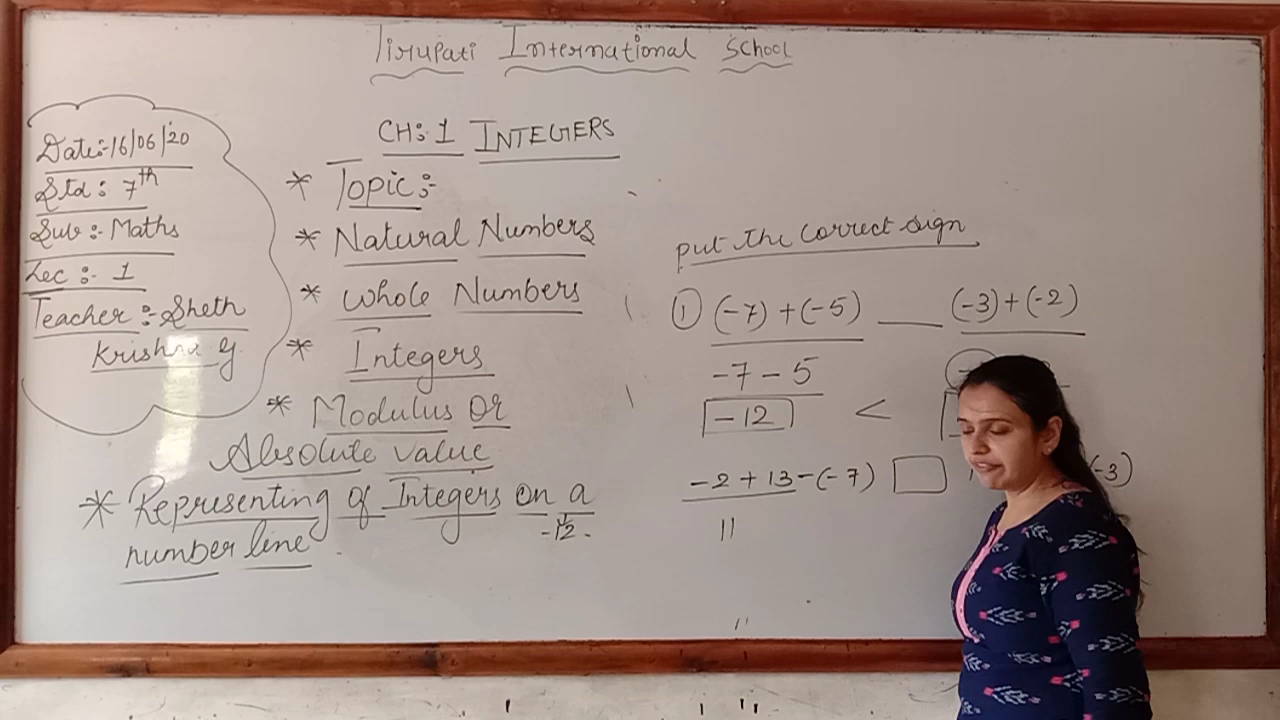 Tirupati International School
Date:-16/06/20
Std : 7th
Sub :- Maths
Lec :- 1
Teacher : Sheth
Krishna Y
CH: 1 INTEGERS
* Topic:-
* Natural Numbers
* Whole Numbers
* Integers
* Modulus or
Absolute value
* Representing of Integers on a
number line
-12
put the correct sign
① (-7) + (-5) ___ (-3) + (-2)
-7 - 5
-12 <
-2 + 13 - (-7) □ (-3)
11